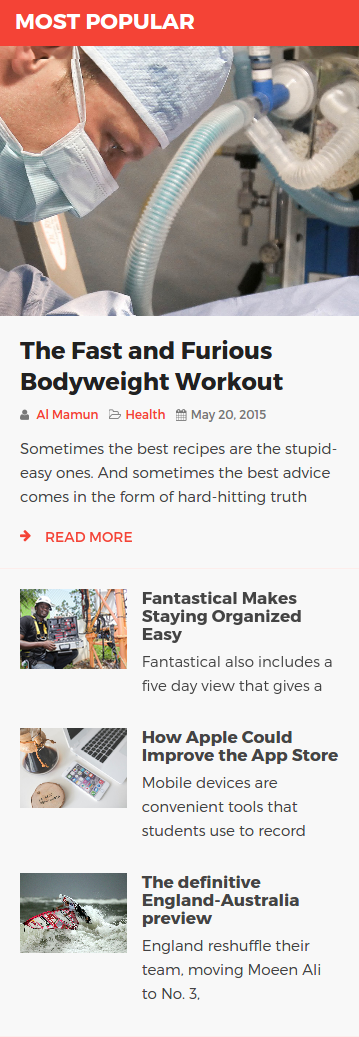 MOST POPULAR
The Fast and Furious
Bodyweight Workout
Al Mamun Health May 20, 2015
Sometimes the best recipes are the stupid-
easy ones. And sometimes the best advice
comes in the form of hard-hitting truth
READ MORE
Fantastical Makes
Staying Organized
Easy
Fantastical also includes a
five day view that gives a
How Apple Could
Improve the App Store
Mobile devices are
convenient tools that
students use to record
The definitive
England-Australia
preview
England reshuffle their
team, moving Moeen Ali
to No. 3,